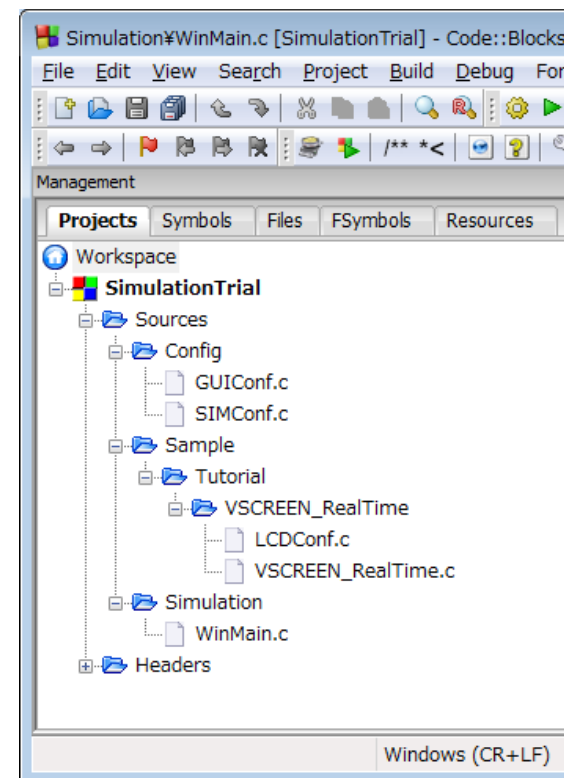 Simulation¥WinMain.c [SimulationTrial] - Code::Blocks
File Edit View Search Project Build Debug For
/** *<
Management
Projects Symbols Files FSymbols Resources
Workspace
SimulationTrial
Sources
Config
GUIConf.c
SIMConf.c
Sample
Tutorial
VSCREEN_RealTime
LCDConf.c
VSCREEN_RealTime.c
Simulation
WinMain.c
Headers
Windows (CR+LF)